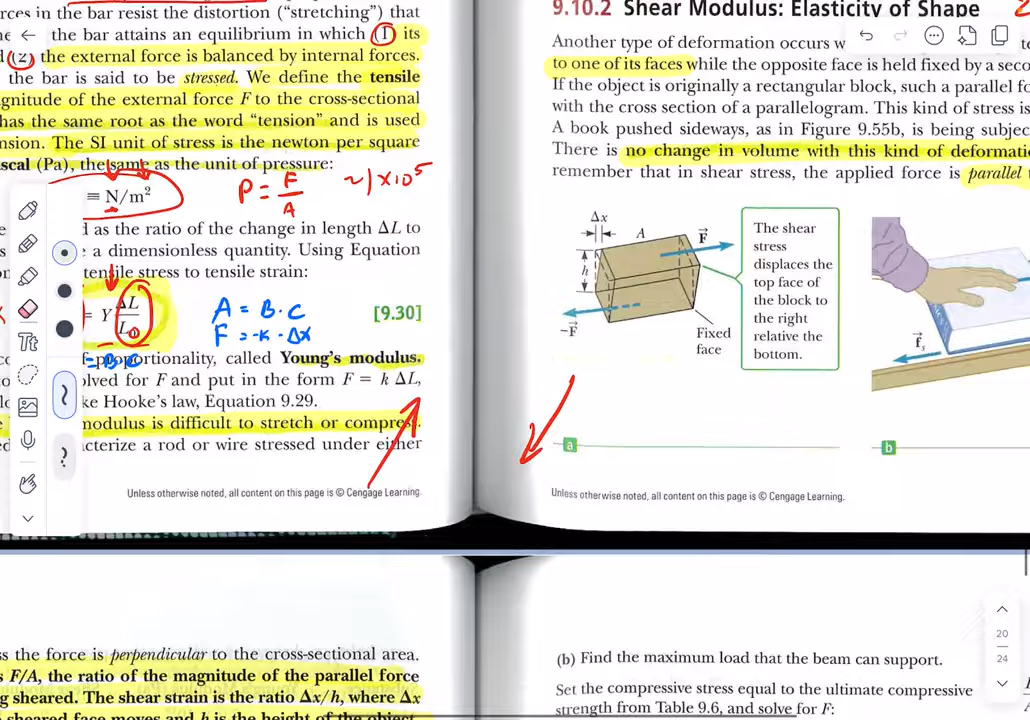 rces in the bar resist the distortion (“stretching”) that
the bar attains an equilibrium in which (1) its
(2) the external force is balanced by internal forces.
the bar is said to be stressed. We define the tensile
gnitude of the external force F to the cross-sectional
has the same root as the word “tension” and is used
nsion. The SI unit of stress is the newton per square
scal (Pa), the same as the unit of pressure:
≡ N/m²
P = F/A
~1×10⁵
d as the ratio of the change in length ΔL to
a dimensionless quantity. Using Equation
tensile stress to tensile strain:
= Y ΔL/L₀
A = B·C
F = -k·Δx
[9.30]
= B·C
f proportionality, called Young’s modulus.
olved for F and put in the form F = k ΔL,
ke Hooke’s law, Equation 9.29.
modulus is difficult to stretch or compress.
cterize a rod or wire stressed under either
Unless otherwise noted, all content on this page is © Cengage Learning.
ss the force is perpendicular to the cross-sectional area.
s F/A, the ratio of the magnitude of the parallel force
g sheared. The shear strain is the ratio Δx/h, where Δx
sheared face moves and h is the height of the object.
9.10.2 Shear Modulus: Elasticity of Shape
Another type of deformation occurs w
to one of its faces while the opposite face is held fixed by a seco
If the object is originally a rectangular block, such a parallel fo
with the cross section of a parallelogram. This kind of stress is
A book pushed sideways, as in Figure 9.55b, is being subjec
There is no change in volume with this kind of deformati
remember that in shear stress, the applied force is parallel
Δx
A
F
h
-F
Fixed
face
The shear
stress
displaces the
top face of
the block to
the right
relative the
bottom.
fs
a
b
Unless otherwise noted, all content on this page is © Cengage Learning.
(b) Find the maximum load that the beam can support.
Set the compressive stress equal to the ultimate compressive
strength from Table 9.6, and solve for F:
Tt
20
24